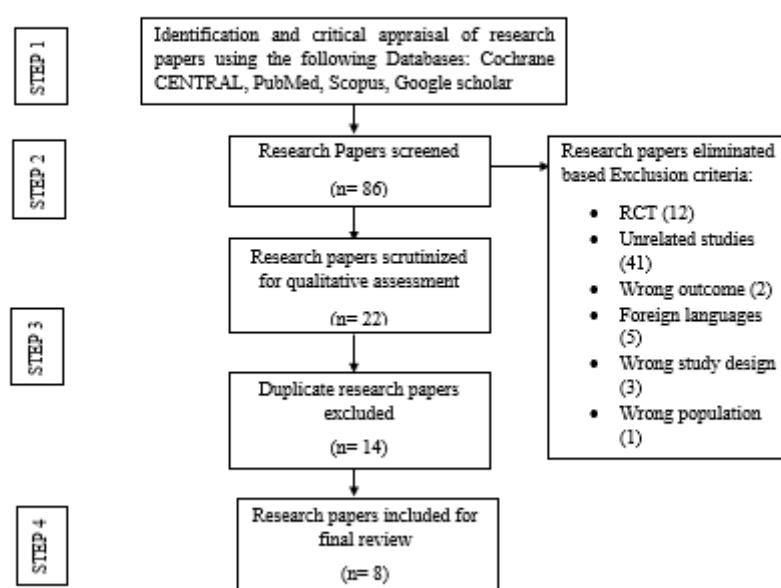 STEP 1
Identification and critical appraisal of research
papers using the following Databases: Cochrane
CENTRAL, PubMed, Scopus, Google scholar
STEP 2
Research Papers screened
(n= 86)
Research papers eliminated
based Exclusion criteria:
• RCT (12)
• Unrelated studies
(41)
• Wrong outcome (2)
• Foreign languages
(5)
• Wrong study design
(3)
• Wrong population
(1)
STEP 3
Research papers scrutinized
for qualitative assessment
(n= 22)
Duplicate research papers
excluded
(n= 14)
STEP 4
Research papers included for
final review
(n= 8)